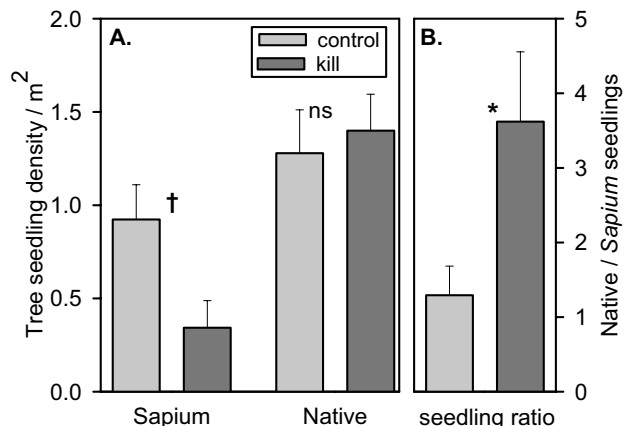 2.0
1.5
1.0
0.5
0.0
Tree seedling density / m²
A.
control
kill
†
ns
Sapium
Native
B.
*
seedling ratio
5
4
3
2
1
0
Native / Sapium seedlings